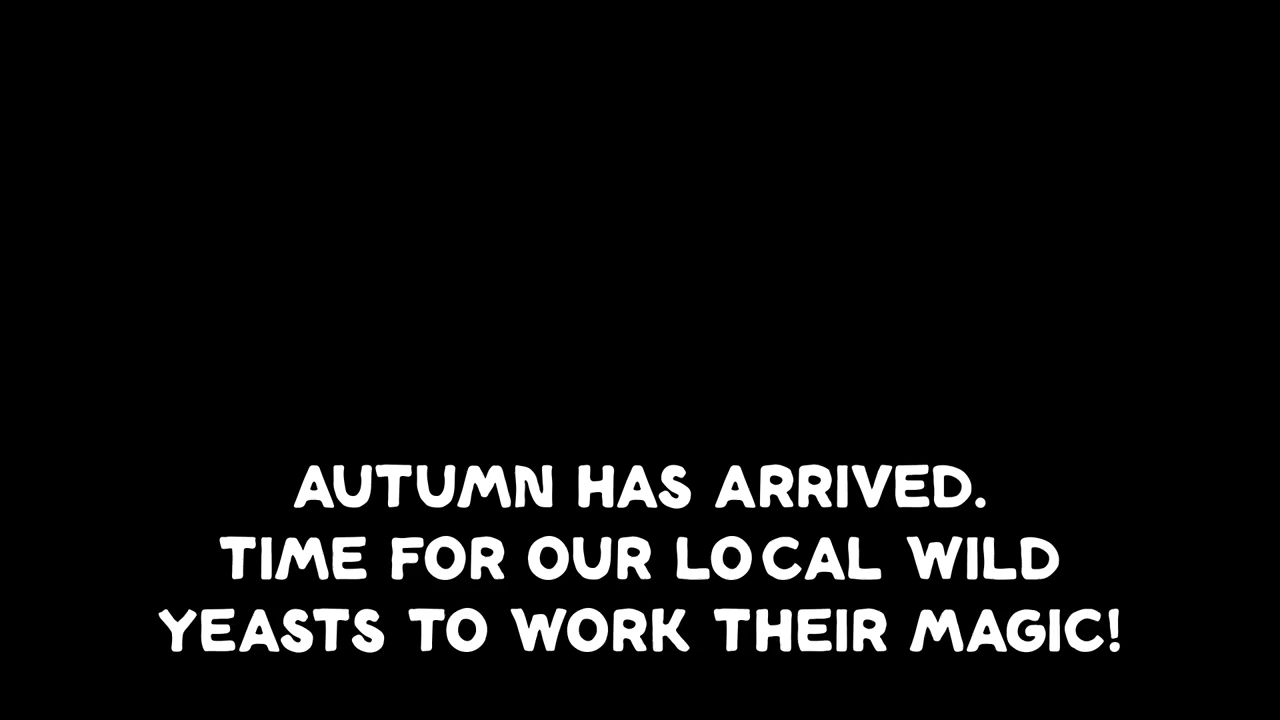 AUTUMN HAS ARRIVED.
TIME FOR OUR LOCAL WILD
YEASTS TO WORK THEIR MAGIC!